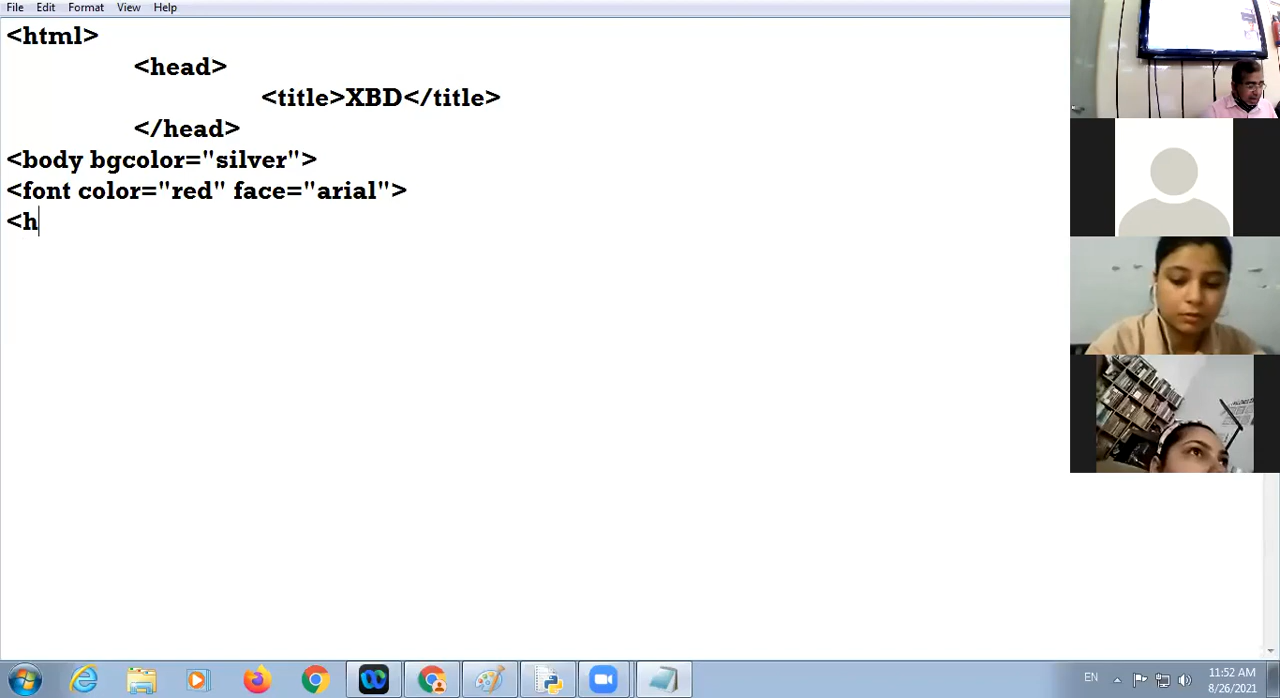 File Edit Format View Help
<html>
<head>
<title>XBD</title>
</head>
<body bgcolor="silver">
<font color="red" face="arial">
<h
EN
11:52 AM
8/26/2021